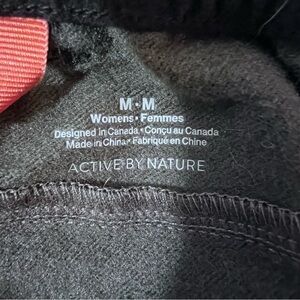 M • M
Womens • Femmes
Designed in Canada • Conçu au Canada
Made in China • Fabriqué en Chine
ACTIVE BY NATURE